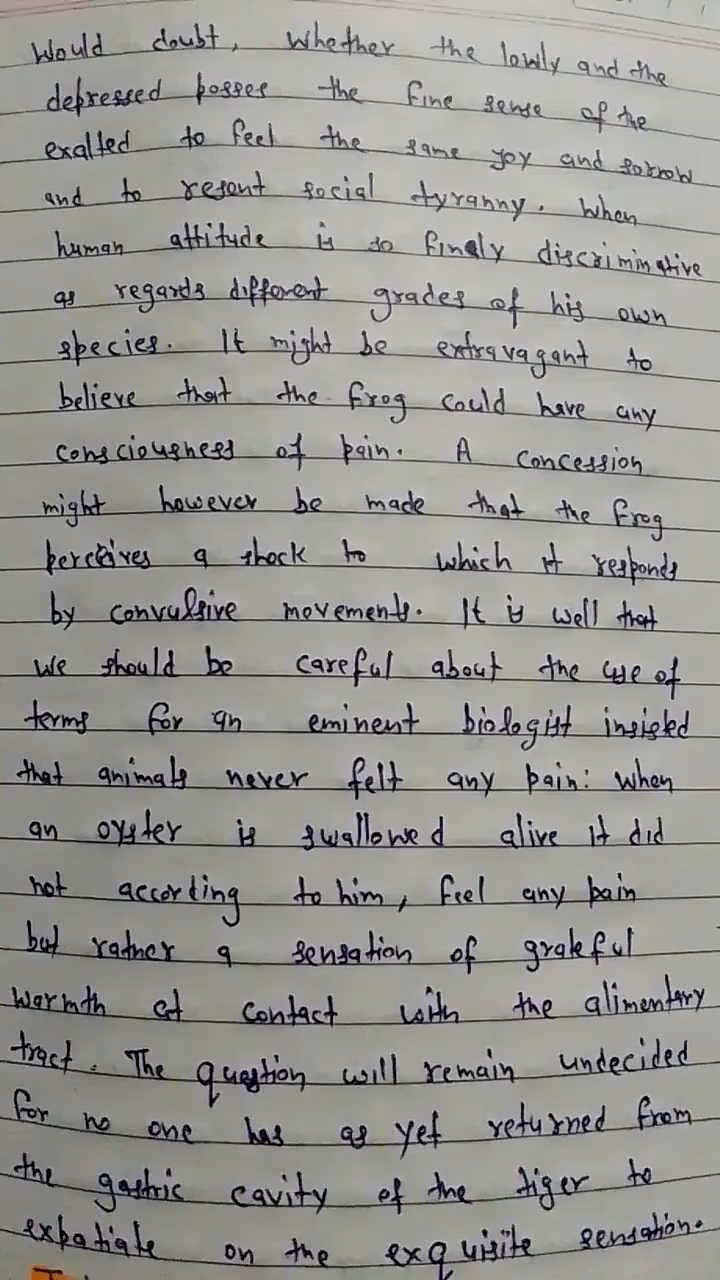 Would doubt, whether the lowly and the
depressed posses the fine sense of the
exalted to feel the same joy and sorrow
and to resent social tyranny. When
human attitude is so finely discriminative
as regards different grades of his own
species. It might be extravagant to
believe that the frog could have any
consciousness of pain. A concession
might however be made that the frog
perceives a shock to which it responds
by convulsive movements. It is well that
we should be careful about the use of
terms for an eminent biologist insisted
that animals never felt any pain: when
an oyster is swallowed alive it did
not according to him, feel any pain
but rather a sensation of grateful
warmth at contact with the alimentary
tract. The question will remain undecided
for no one has as yet returned from
the gastric cavity of the tiger to
expatiate on the exquisite sensation.